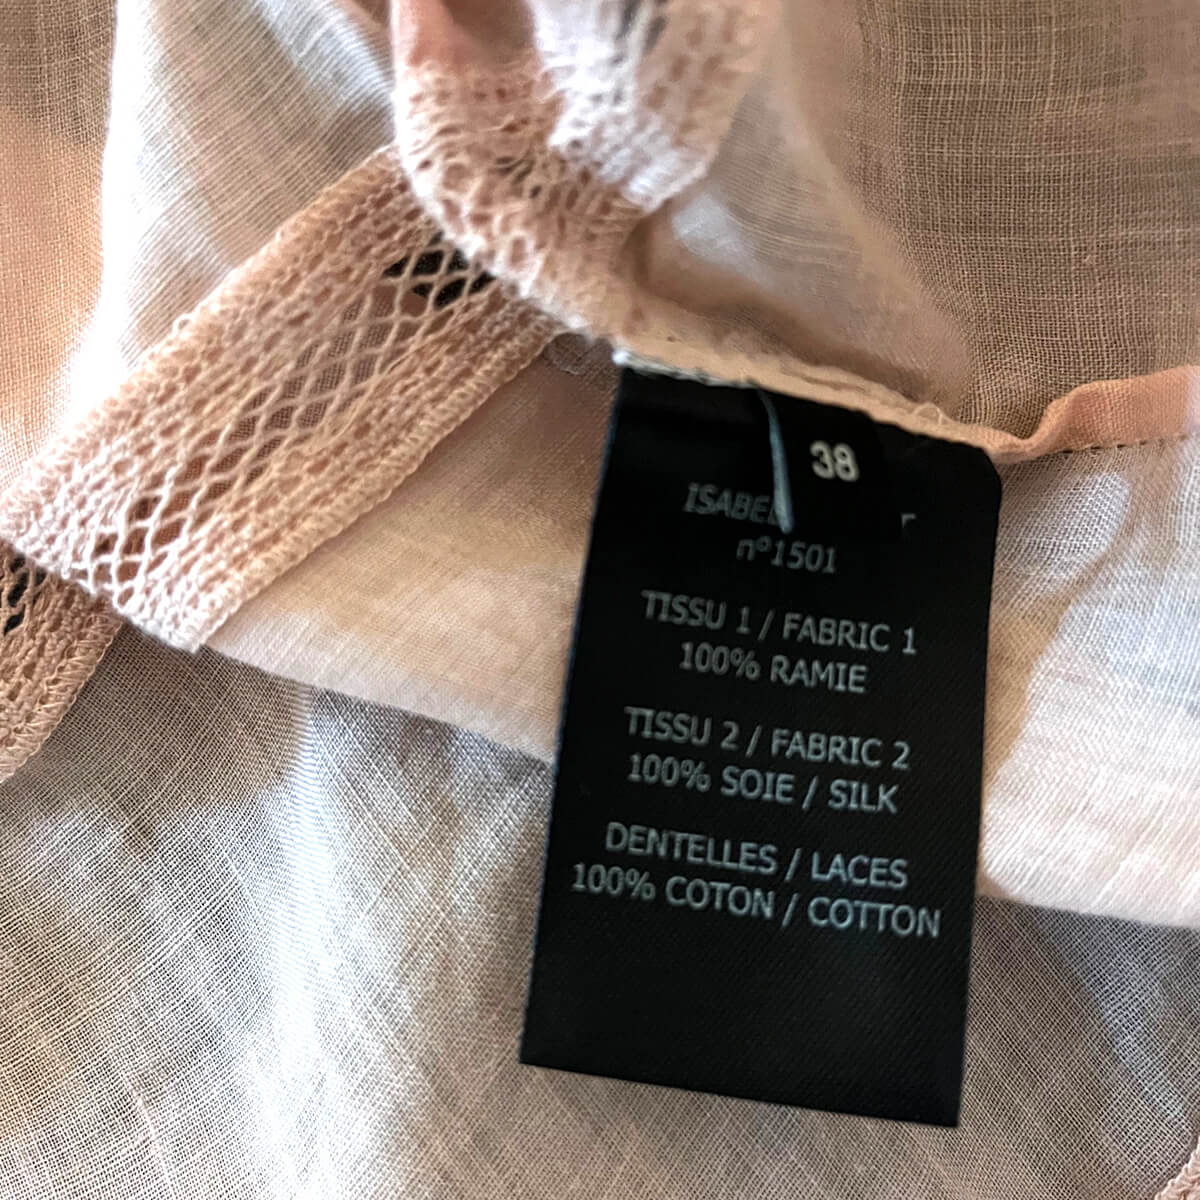 38
n°1501
TISSU 1 / FABRIC 1
100% RAMIE
TISSU 2 / FABRIC 2
100% SOIE / SILK
DENTELLES / LACES
100% COTON / COTTON